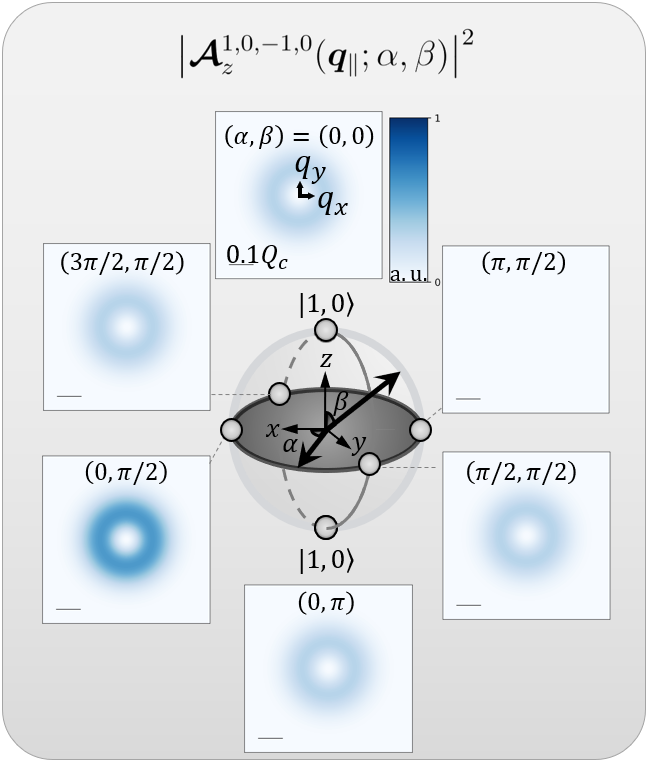 |𝓐_z^{1,0,−1,0}(q_∥; α, β)|^2
(α, β) = (0, 0)
q_y
q_x
0.1Q_c
1
0
a. u.
(3π/2, π/2)
(π, π/2)
|1, 0⟩
z
β
x
α
y
(0, π/2)
(π/2, π/2)
|1, 0⟩
(0, π)